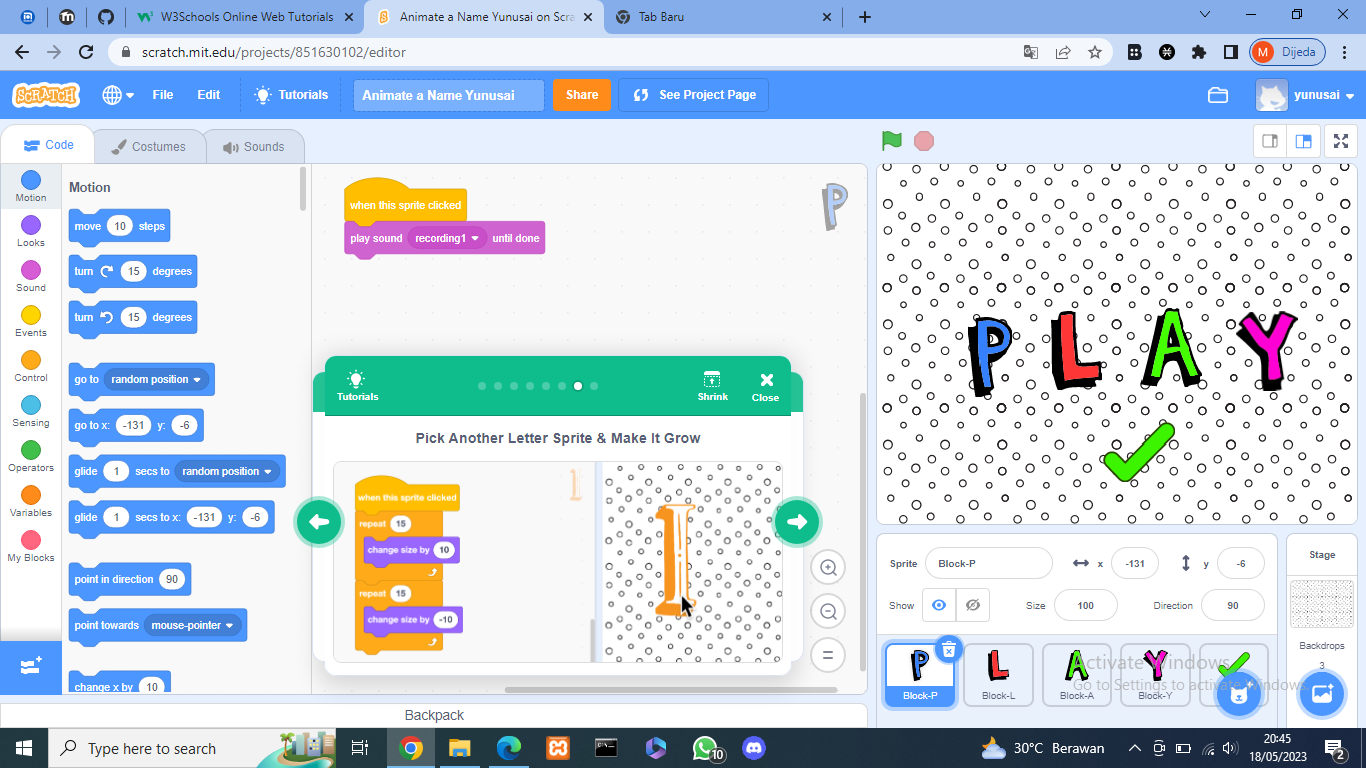 W3Schools Online Web Tutorials
Animate a Name Yunusai on Scra
Tab Baru
scratch.mit.edu/projects/851630102/editor
M Dijeda
SCRATCH
File Edit Tutorials Animate a Name Yunusai Share See Project Page yunusai
Code Costumes Sounds
Motion
Looks
Sound
Events
Control
Sensing
Operators
Variables
My Blocks
Motion
move 10 steps
turn 15 degrees
turn 15 degrees
go to random position
go to x: -131 y: -6
glide 1 secs to random position
glide 1 secs to x: -131 y: -6
point in direction 90
point towards mouse-pointer
change x by 10
when this sprite clicked
play sound recording1 until done
P
Tutorials Shrink Close
Pick Another Letter Sprite & Make It Grow
when this sprite clicked
repeat 15
change size by 10
repeat 15
change size by -10
I
I
P L A Y
Sprite Block-P x -131 y -6
Show Size 100 Direction 90
P L A Y
Block-P Block-L Block-A Block-Y
Stage
Backdrops
3
Activate Windows
Go to Settings to activate Windows.
Backpack
Type here to search
10
30°C Berawan
20:45
18/05/2023
2